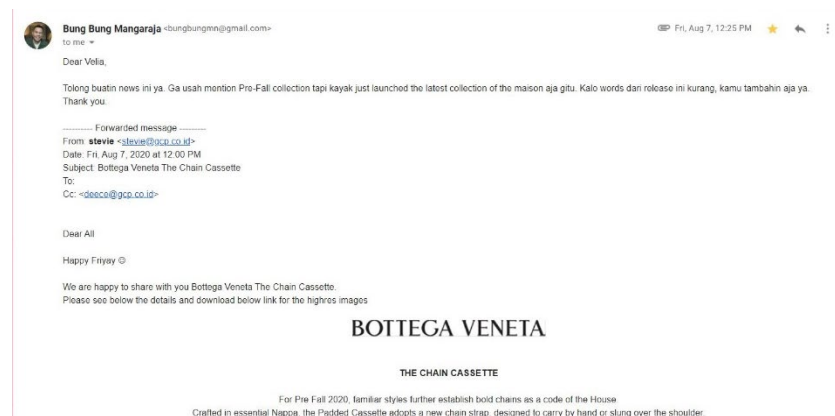 Bung Bung Mangaraja <bungbungmn@gmail.com>
Fri, Aug 7, 12:25 PM
to me
Dear Velia,
Tolong buatin news ini ya. Ga usah mention Pre-Fall collection tapi kayak just launched the latest collection of the maison aja gitu. Kalo words dari release ini kurang, kamu tambahin aja ya.
Thank you.
---------- Forwarded message ---------
From: stevie <stevie@gcp.co.id>
Date: Fri, Aug 7, 2020 at 12:00 PM
Subject: Bottega Veneta The Chain Cassette
To:
Cc: <deece@gcp.co.id>
Dear All
Happy Friyay ☺
We are happy to share with you Bottega Veneta The Chain Cassette.
Please see below the details and download below link for the highres images
BOTTEGA VENETA
THE CHAIN CASSETTE
For Pre Fall 2020, familiar styles further establish bold chains as a code of the House.
Crafted in essential Nappa, the Padded Cassette adopts a new chain strap, designed to carry by hand or slung over the shoulder.